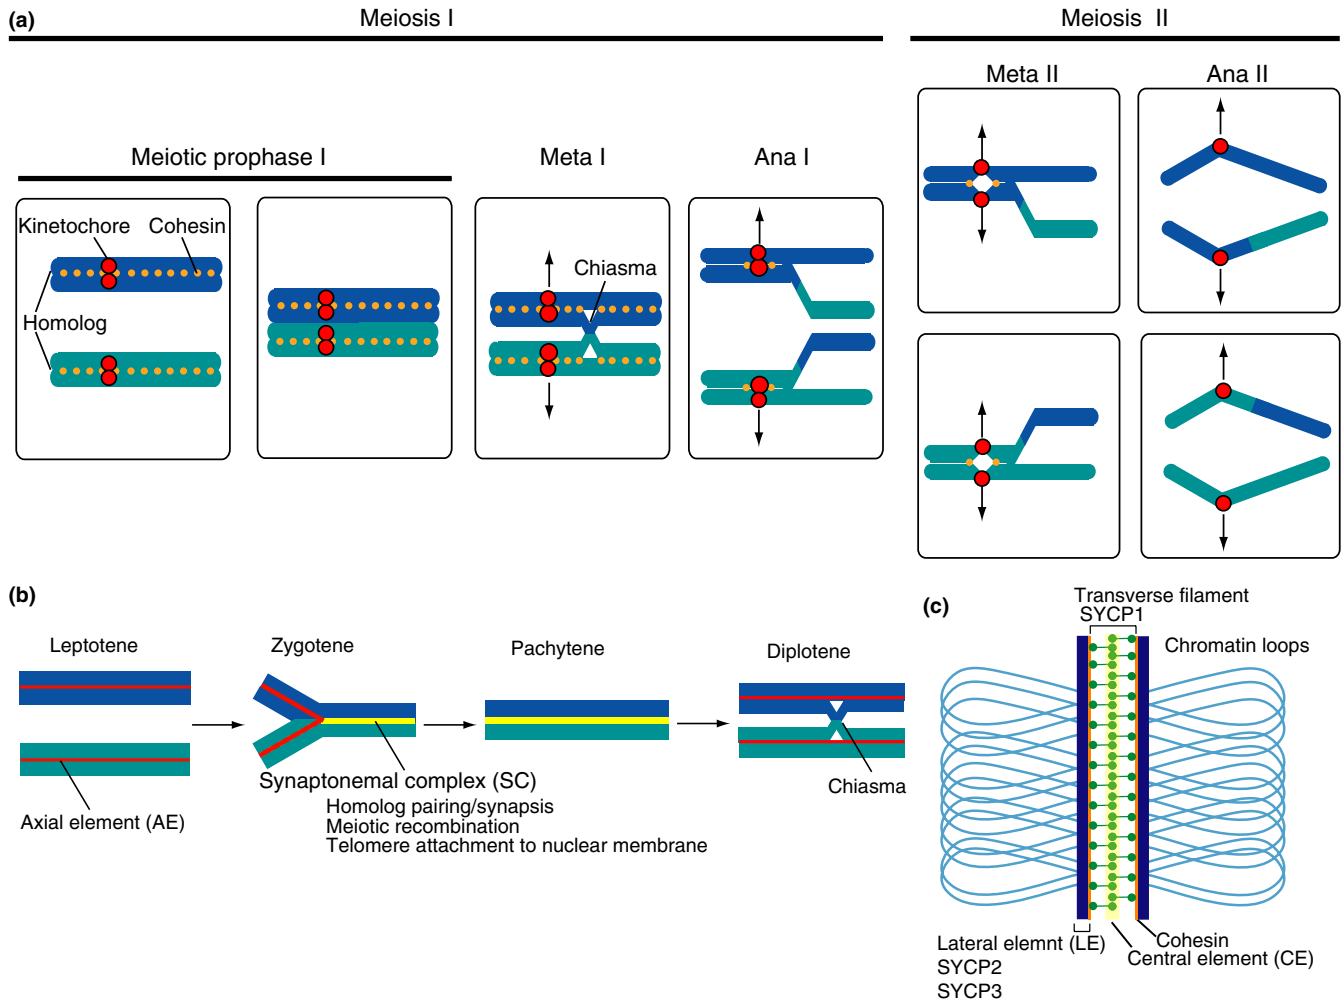 (a)
Meiosis I
Meiosis II
Meta II
Ana II
Meiotic prophase I
Meta I
Ana I
Kinetochore
Cohesin
Homolog
Chiasma
(b)
Leptotene
Zygotene
Pachytene
Diplotene
Axial element (AE)
Synaptonemal complex (SC)
Homolog pairing/synapsis
Meiotic recombination
Telomere attachment to nuclear membrane
Chiasma
(c)
Transverse filament
SYCP1
Chromatin loops
Lateral elemnt (LE)
SYCP2
SYCP3
Cohesin
Central element (CE)